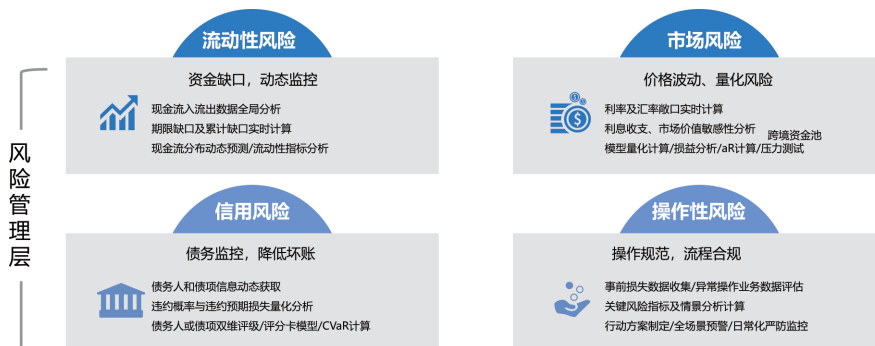 风险管理层
流动性风险
资金缺口，动态监控
现金流入流出数据全局分析
期限缺口及累计缺口实时计算
现金流分布动态预测/流动性指标分析
市场风险
价格波动、量化风险
利率及汇率敞口实时计算
利息收支、市场价值敏感性分析
跨境资金池
模型量化计算/损益分析/aR计算/压力测试
信用风险
债务监控，降低坏账
债务人和债项信息动态获取
违约概率与违约预期损失量化分析
债务人或债项双维评级/评分卡模型/CVaR计算
操作性风险
操作规范，流程合规
事前损失数据收集/异常操作业务数据评估
关键风险指标及情景分析计算
行动方案制定/全场景预警/日常化严防监控